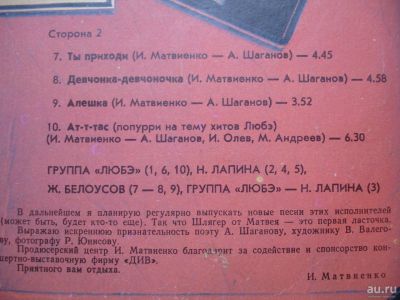 Сторона 2
7. Ты приходи (И. Матвиенко — А. Шаганов) — 4.45
8. Девчонка-девчоночка (И. Матвиенко — А. Шаганов) — 4.58
9. Алешка (И. Матвиенко — А. Шаганов) — 3.52
10. Ат-т-тас (попурри на тему хитов Любэ)
(И. Матвиенко — А. Шаганов, И. Олев, М. Андреев) — 6.30
ГРУППА «ЛЮБЭ» (1, 6, 10), Н. ЛАПИНА (2, 4, 5),
Ж. БЕЛОУСОВ (7 — 8, 9), ГРУППА «ЛЮБЭ» — Н. ЛАПИНА (3)
В дальнейшем я планирую регулярно выпускать новые песни этих исполнителей
(может быть, будет кто-то еще). Так что Шлягер от Матвея — это первая ласточка.
Выражаю искреннюю признательность поэту А. Шаганову, художнику В. Валего-
ву, фотографу Р. Юнисову.
Продюсерский центр И. Матвиенко благодарит за содействие и спонсорство кон-
цертно-выставочную фирму «ДИВ».
Приятного вам отдыха.
И. Матвиенко
au.ru